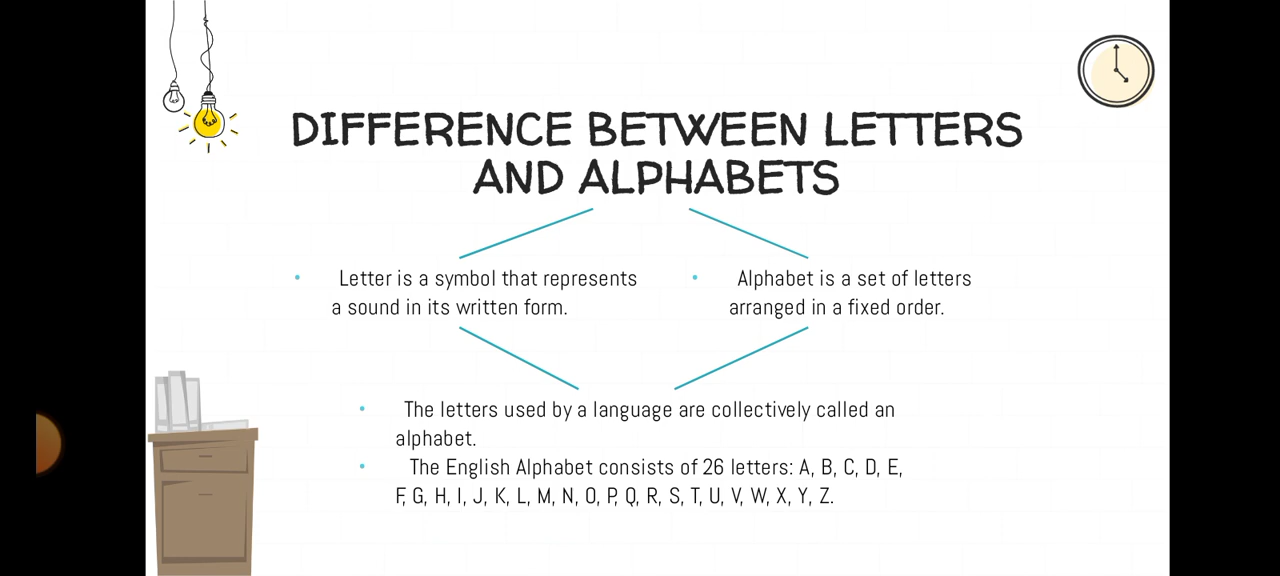 DIFFERENCE BETWEEN LETTERS
AND ALPHABETS
• Letter is a symbol that represents
a sound in its written form.
• Alphabet is a set of letters
arranged in a fixed order.
• The letters used by a language are collectively called an
alphabet.
• The English Alphabet consists of 26 letters: A, B, C, D, E,
F, G, H, I, J, K, L, M, N, O, P, Q, R, S, T, U, V, W, X, Y, Z.